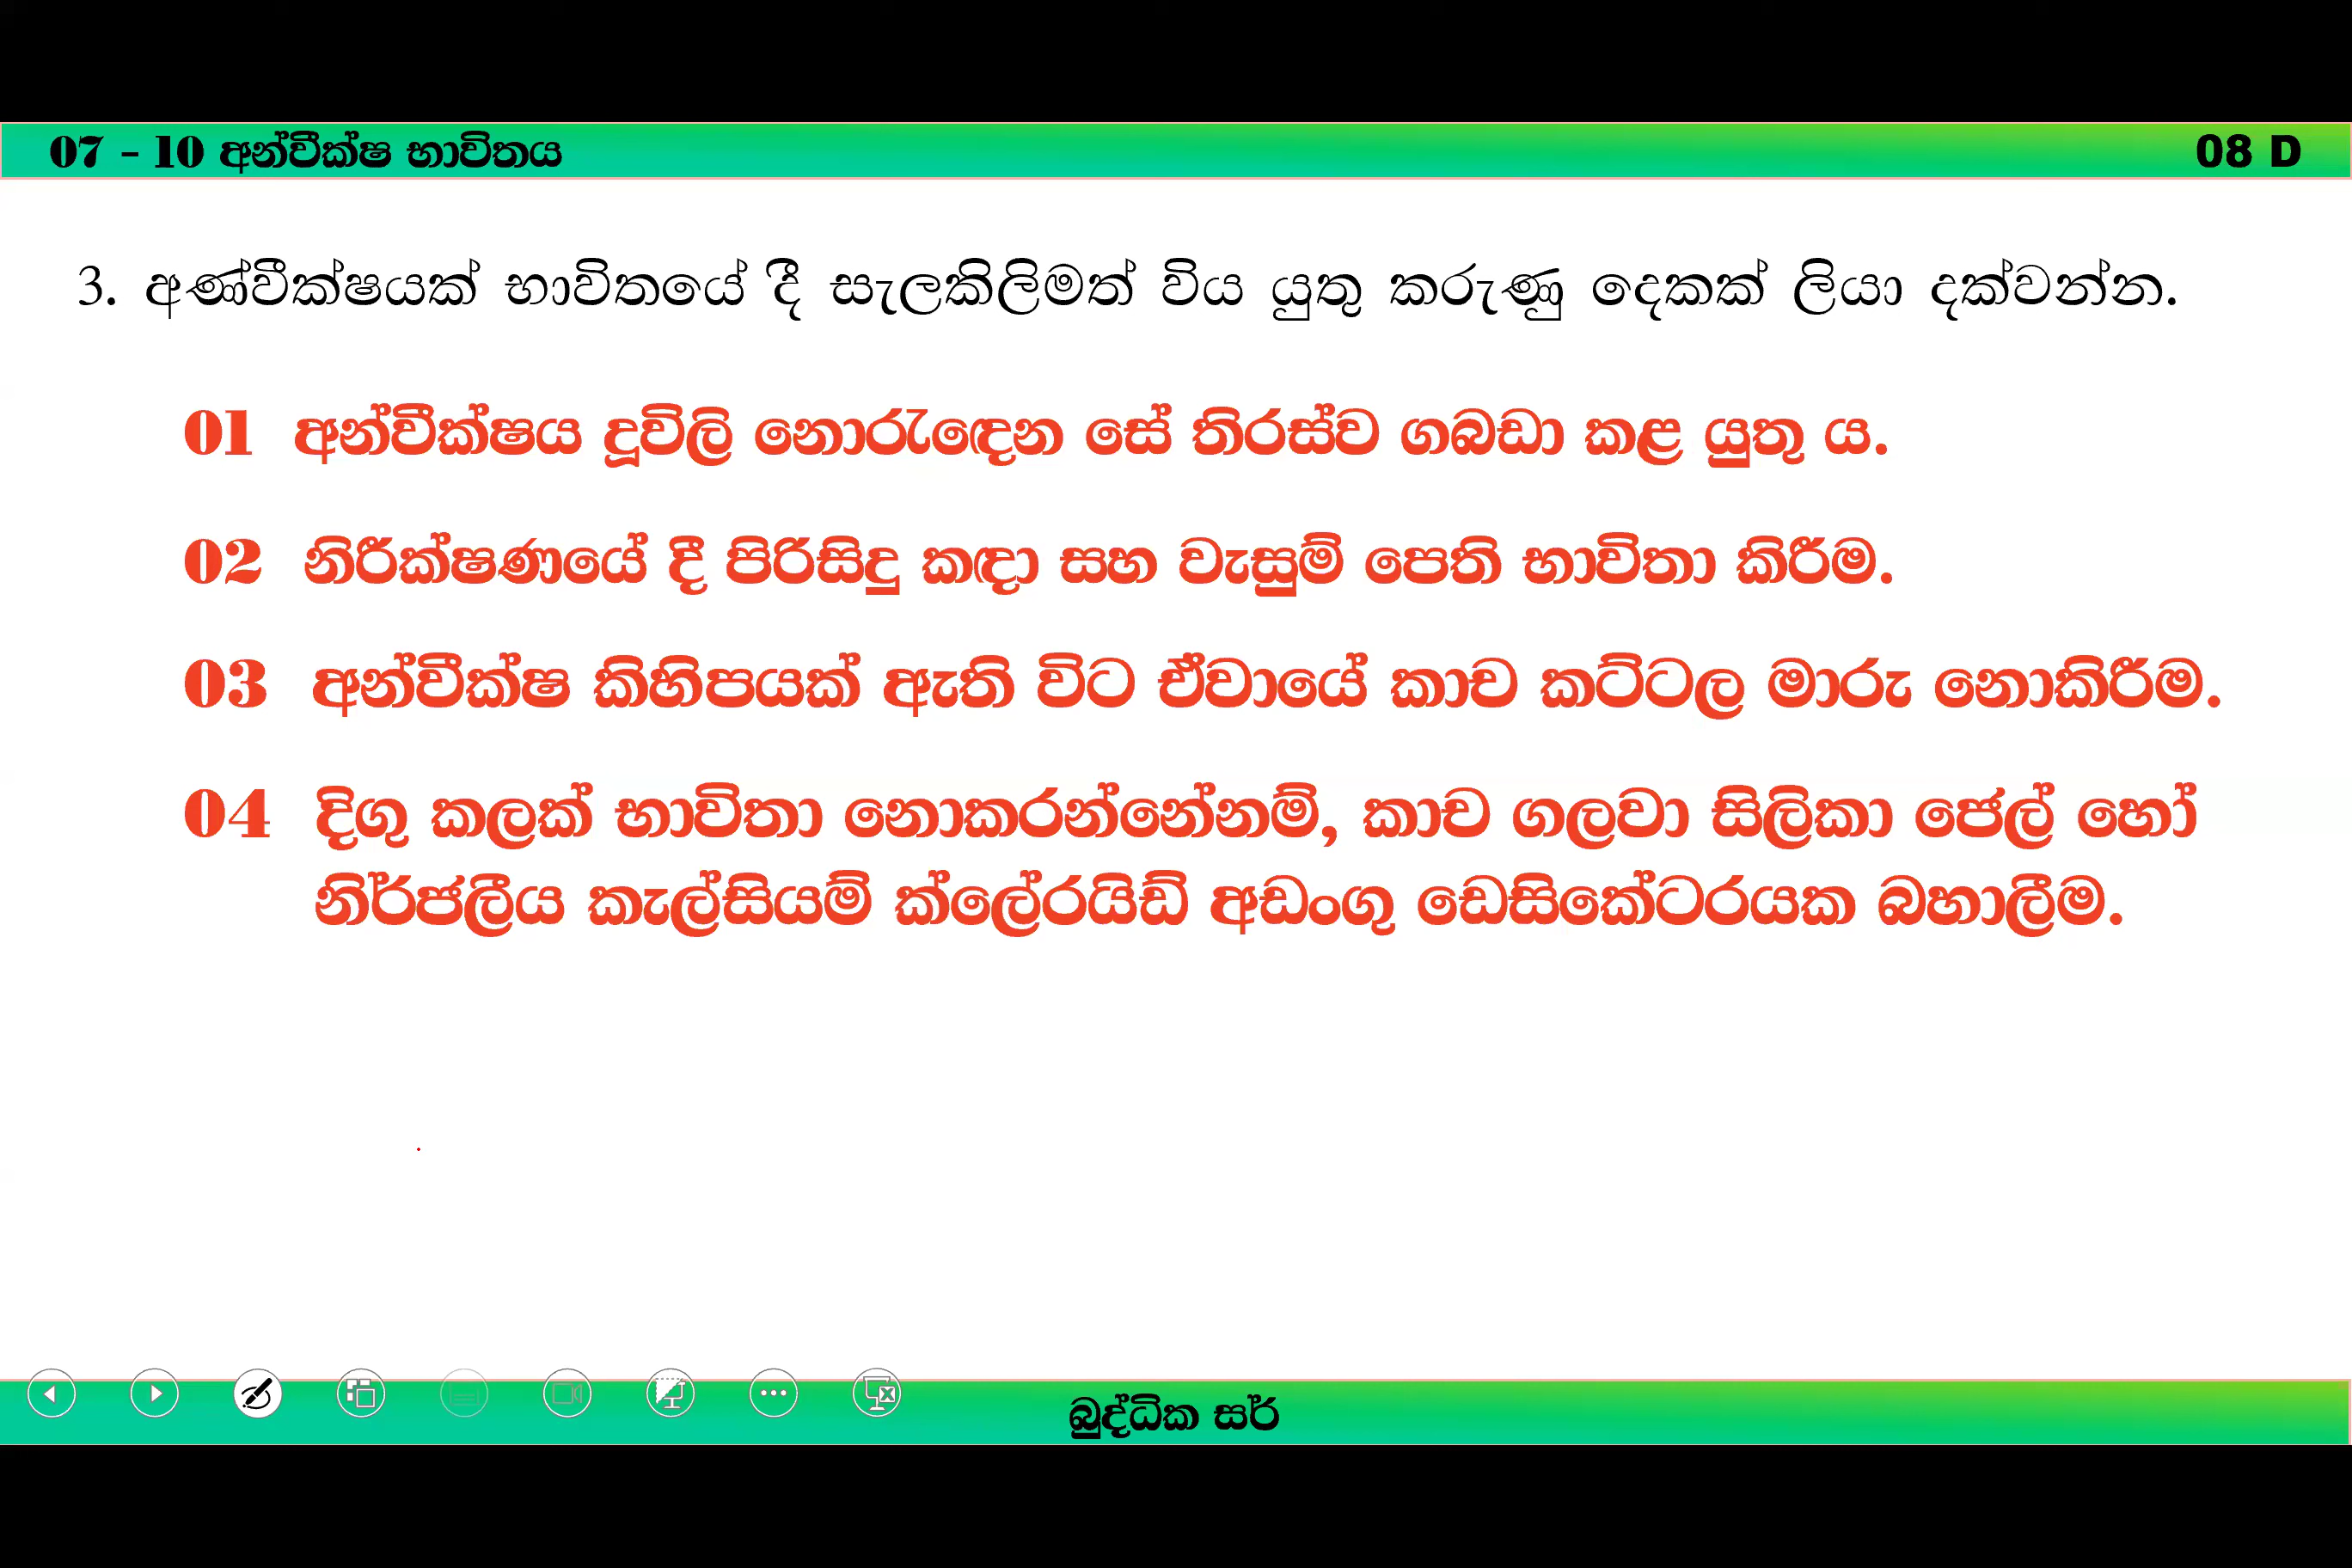 07 - 10 අන්වීක්ෂ භාවිතය
08 D
3. අණ්වීක්ෂයක් භාවිතයේ දී සැලකිලිමත් විය යුතු කරුණු දෙකක් ලියා දක්වන්න.
01 අන්වීක්ෂය දූවිලි නොරැඳෙන සේ තිරස්ව ගබඩා කළ යුතු ය.
02 නිරීක්ෂණයේ දී පිරිසිදු කඳා සහ වැසුම් පෙති භාවිතා කිරීම.
03 අන්වීක්ෂ කිහිපයක් ඇති විට ඒවායේ කාච කට්ටල මාරු නොකිරීම.
04 දිගු කලක් භාවිතා නොකරන්නේනම්, කාච ගලවා සිලිකා ජෙල් හෝ
නිර්ජලීය කැල්සියම් ක්ලේරයිඩ් අඩංගු ඩෙසිකේටරයක බහාලීම.
බුද්ධික සර්